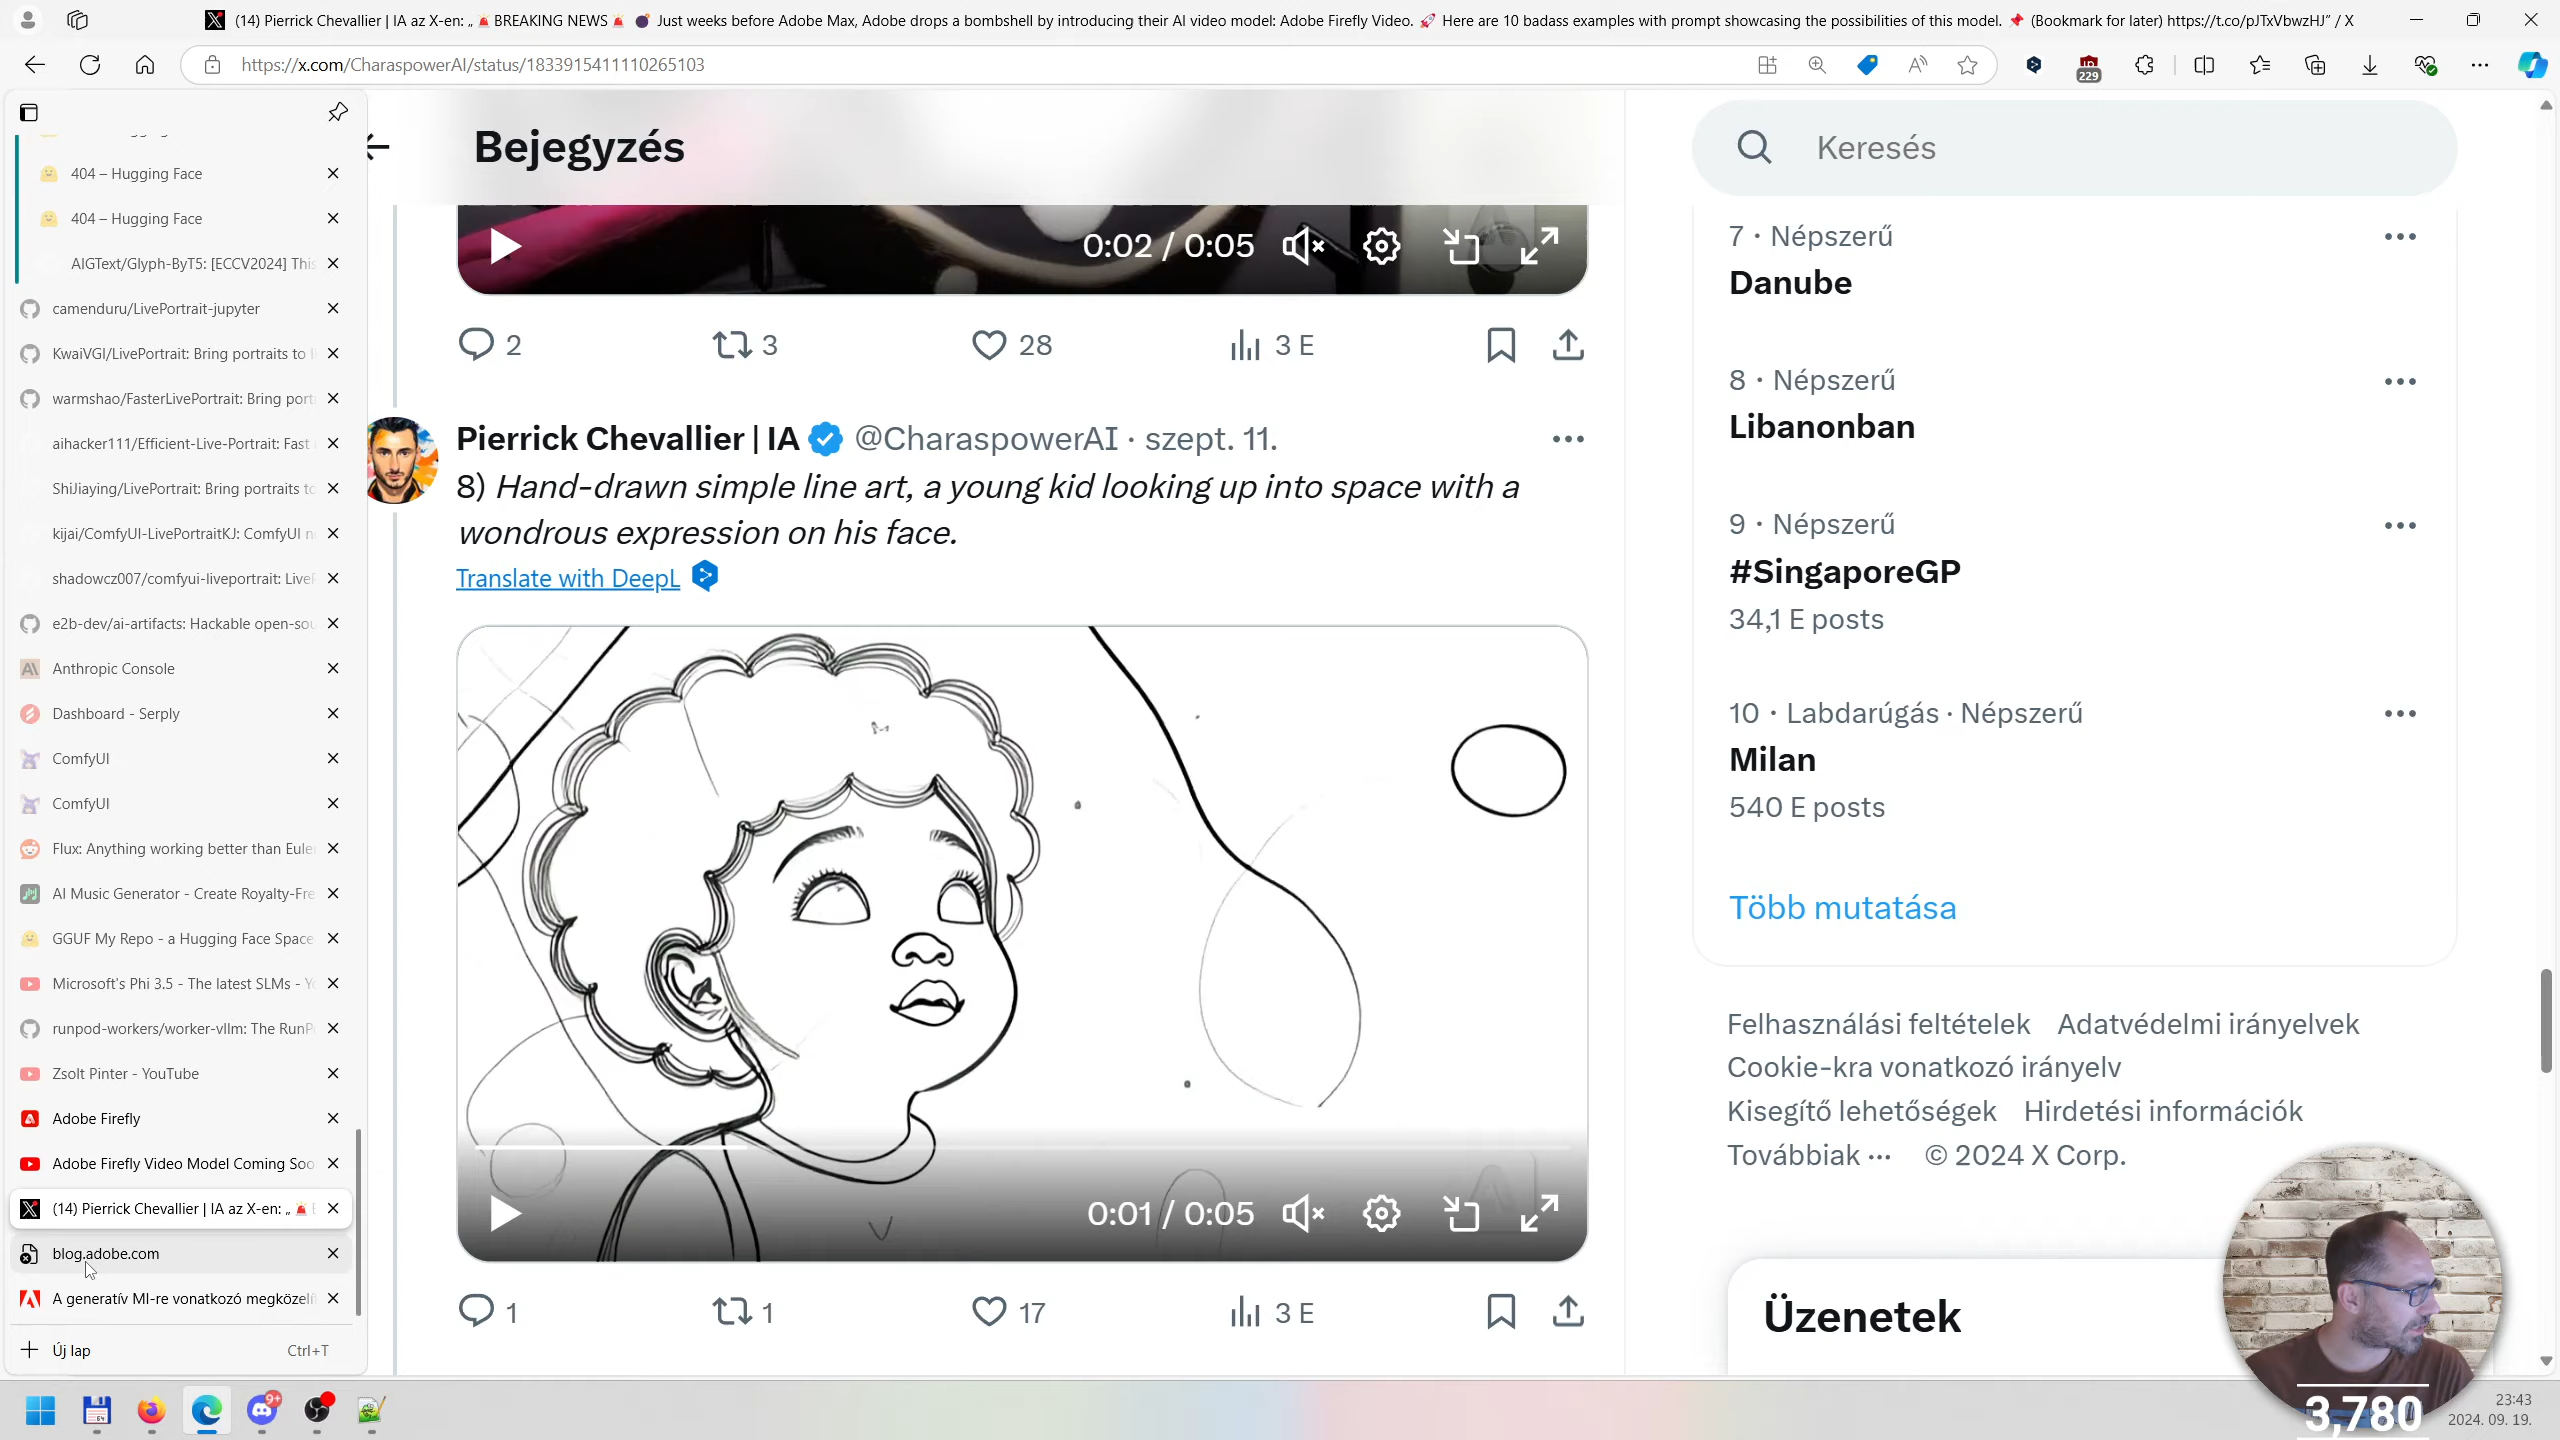 (14) Pierrick Chevallier | IA az X-en: „🚨BREAKING NEWS🚨 💣 Just weeks before Adobe Max, Adobe drops a bombshell by introducing their AI video model: Adobe Firefly Video. 🚀 Here are 10 badass examples with prompt showcasing the possibilities of this model. 📌 (Bookmark for later) https://t.co/pJTxVbwzHJ” / X
https://x.com/CharaspowerAI/status/1833915411110265103
229
404 – Hugging Face
404 – Hugging Face
AIGText/Glyph-ByT5: [ECCV2024] This
camenduru/LivePortrait-jupyter
KwaiVGI/LivePortrait: Bring portraits to
warmshao/FasterLivePortrait: Bring port
aihacker111/Efficient-Live-Portrait: Fast
ShiJiaying/LivePortrait: Bring portraits to
kijai/ComfyUI-LivePortraitKJ: ComfyUI n
shadowcz007/comfyui-liveportrait: Live
e2b-dev/ai-artifacts: Hackable open-sou
Anthropic Console
Dashboard - Serply
ComfyUI
ComfyUI
Flux: Anything working better than Eule
AI Music Generator - Create Royalty-Fre
GGUF My Repo - a Hugging Face Space
Microsoft's Phi 3.5 - The latest SLMs - Yo
runpod-workers/worker-vllm: The RunP
Zsolt Pinter - YouTube
Adobe Firefly
Adobe Firefly Video Model Coming Soo
(14) Pierrick Chevallier | IA az X-en: „🚨
blog.adobe.com
A generatív MI-re vonatkozó megközelí
Új lap Ctrl+T
Bejegyzés
0:02 / 0:05
2 3 28 3 E
Pierrick Chevallier | IA @CharaspowerAI · szept. 11.
8) Hand-drawn simple line art, a young kid looking up into space with a
wondrous expression on his face.
Translate with DeepL
0:01 / 0:05
1 1 17 3 E
Keresés
7 · Népszerű
Danube
8 · Népszerű
Libanonban
9 · Népszerű
#SingaporeGP
34,1 E posts
10 · Labdarúgás · Népszerű
Milan
540 E posts
Több mutatása
Felhasználási feltételek Adatvédelmi irányelvek
Cookie-kra vonatkozó irányelv
Kisegítő lehetőségek Hirdetési információk
Továbbiak ··· © 2024 X Corp.
Üzenetek
3,780
9+
23:43
2024. 09. 19.